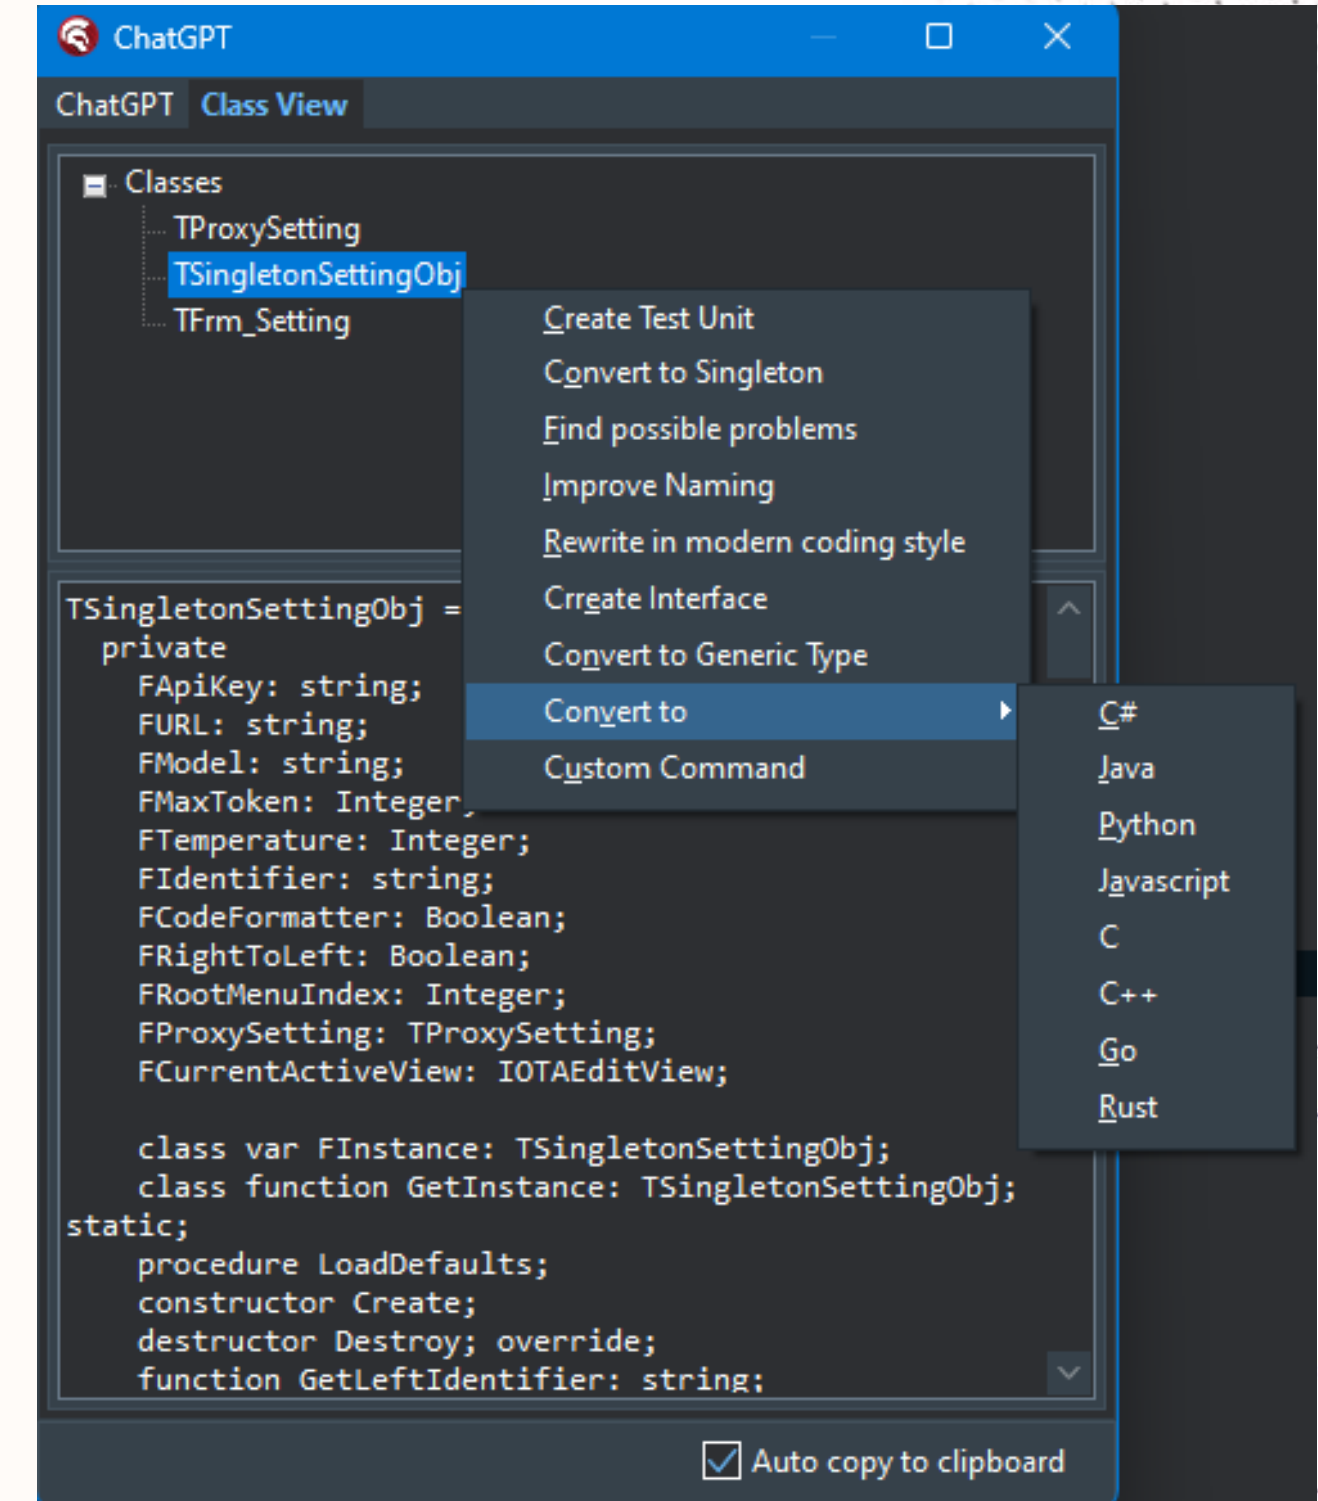 ChatGPT
ChatGPT Class View
Classes
TProxySetting
TSingletonSettingObj
TFrm_Setting
Create Test Unit
Convert to Singleton
Find possible problems
Improve Naming
Rewrite in modern coding style
Crreate Interface
Convert to Generic Type
Convert to
Custom Command
C#
Java
Python
Javascript
C
C++
Go
Rust
TSingletonSettingObj =
private
FApiKey: string;
FURL: string;
FModel: string;
FMaxToken: Integer;
FTemperature: Integer;
FIdentifier: string;
FCodeFormatter: Boolean;
FRightToLeft: Boolean;
FRootMenuIndex: Integer;
FProxySetting: TProxySetting;
FCurrentActiveView: IOTAEditView;
class var FInstance: TSingletonSettingObj;
class function GetInstance: TSingletonSettingObj;
static;
procedure LoadDefaults;
constructor Create;
destructor Destroy; override;
function GetLeftIdentifier: string;
Auto copy to clipboard